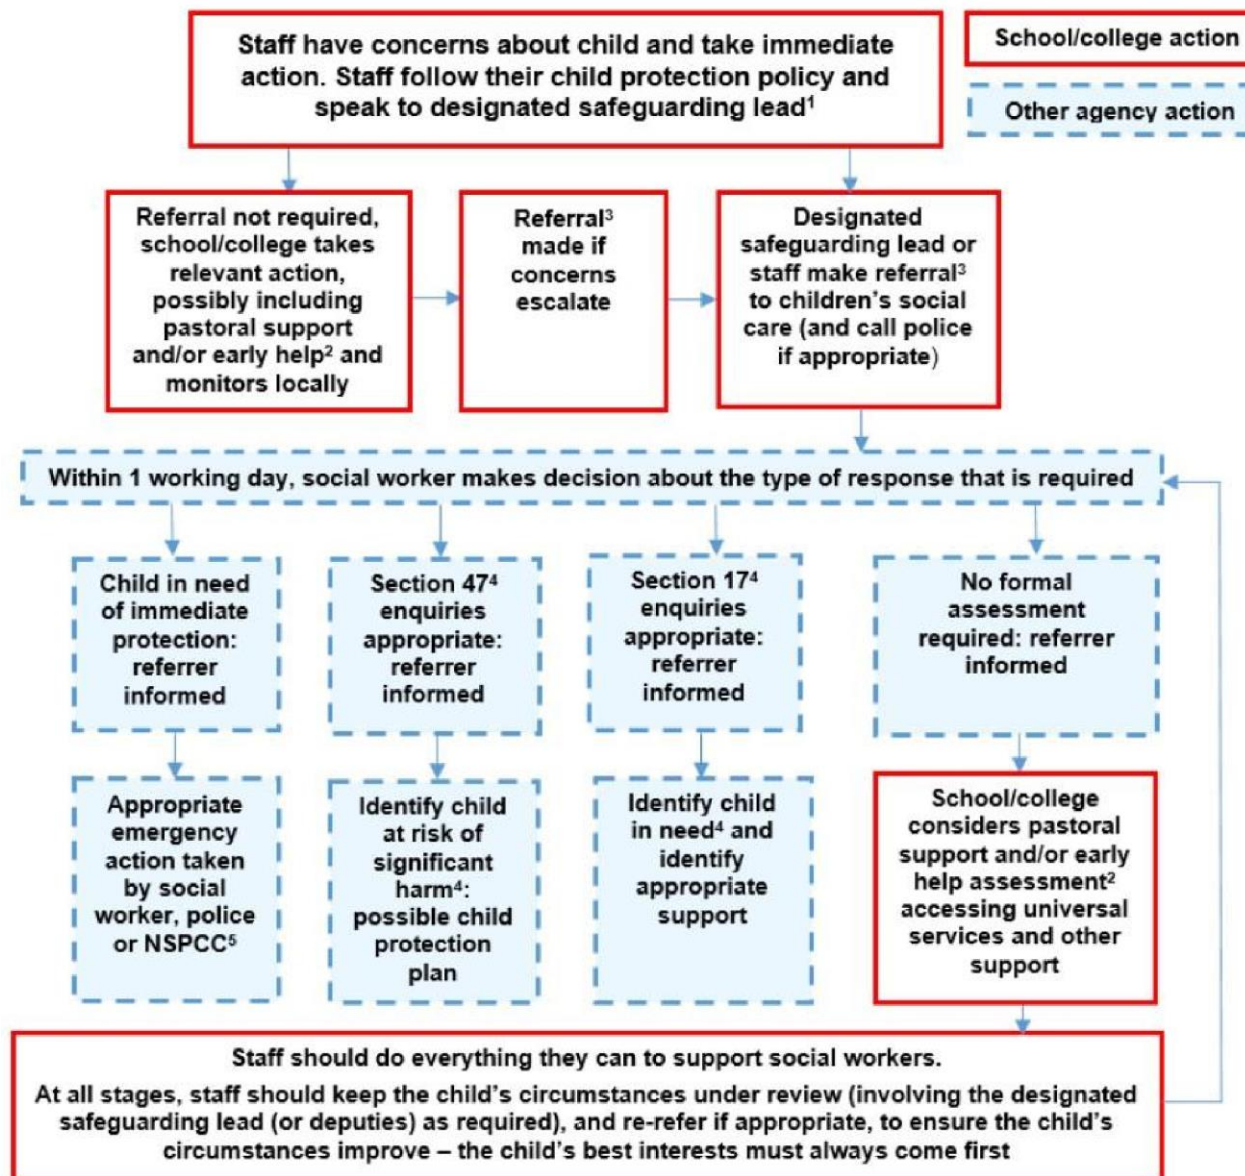 Staff have concerns about child and take immediate
action. Staff follow their child protection policy and
speak to designated safeguarding lead¹
School/college action
Other agency action
Referral not required,
school/college takes
relevant action,
possibly including
pastoral support
and/or early help² and
monitors locally
Referral³
made if
concerns
escalate
Designated
safeguarding lead or
staff make referral³
to children's social
care (and call police
if appropriate)
Within 1 working day, social worker makes decision about the type of response that is required
Child in need
of immediate
protection:
referrer
informed
Section 47⁴
enquiries
appropriate:
referrer
informed
Section 17⁴
enquiries
appropriate:
referrer
informed
No formal
assessment
required: referrer
informed
Appropriate
emergency
action taken
by social
worker, police
or NSPCC⁵
Identify child
at risk of
significant
harm⁴:
possible child
protection
plan
Identify child
in need⁴ and
identify
appropriate
support
School/college
considers pastoral
support and/or early
help assessment²
accessing universal
services and other
support
Staff should do everything they can to support social workers.
At all stages, staff should keep the child's circumstances under review (involving the designated
safeguarding lead (or deputies) as required), and re-refer if appropriate, to ensure the child's
circumstances improve – the child's best interests must always come first